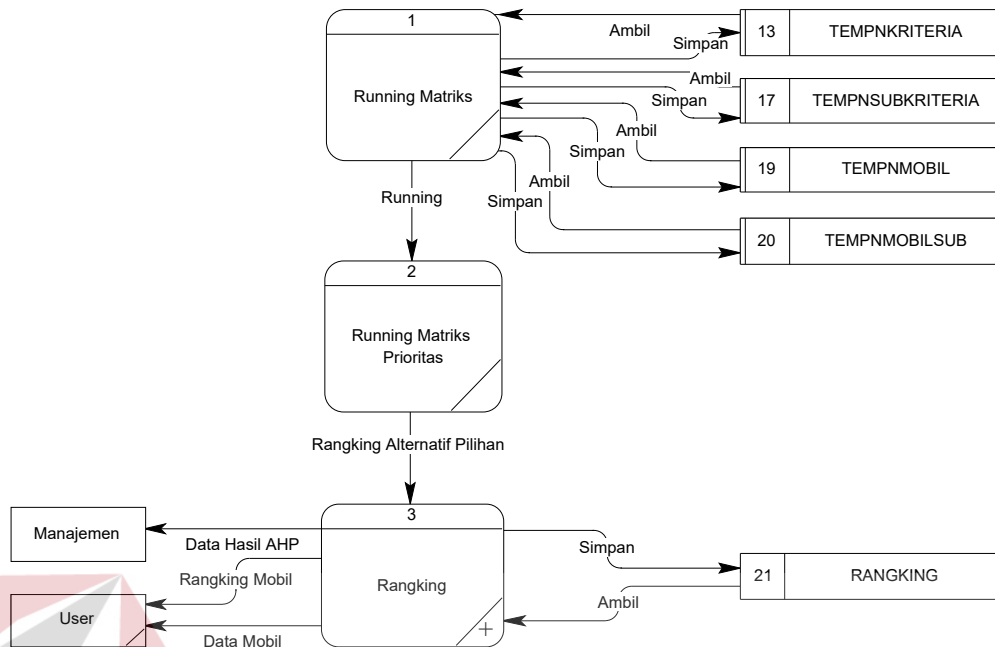 1
Running Matriks
Ambil
Simpan
13 TEMPNKRITERIA
Ambil
Simpan
17 TEMPNSUBKRITERIA
Ambil
Simpan
19 TEMPNMOBIL
Ambil
Simpan
20 TEMPNMOBILSUB
Running
2
Running Matriks
Prioritas
Rangking Alternatif Pilihan
3
Rangking
+
Manajemen
Data Hasil AHP
Rangking Mobil
User
Data Mobil
Simpan
Ambil
21 RANGKING